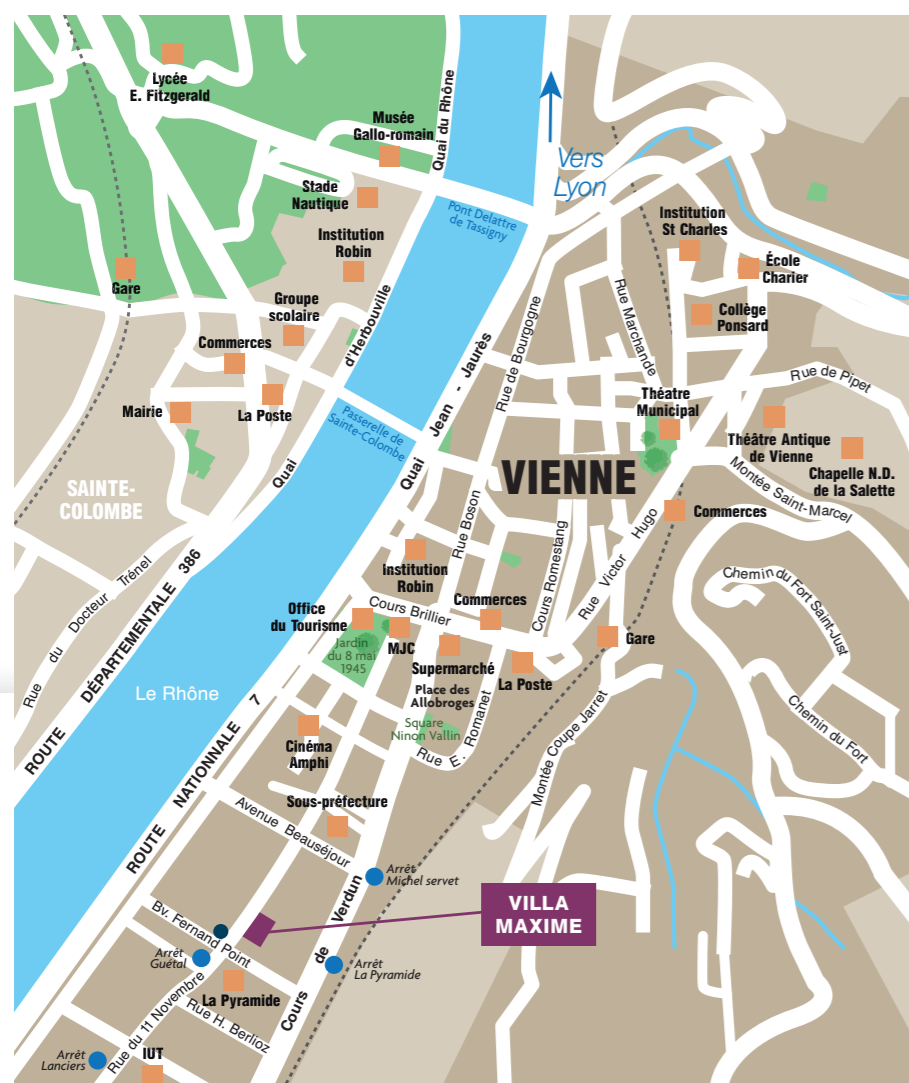 Lycée
E. Fitzgerald
Musée
Gallo-romain
Quai du Rhône
Vers
Lyon
Stade
Nautique
Pont Delattre
de Tassigny
Institution
St Charles
Institution
Robin
École
Charier
Gare
Groupe
scolaire
d'Herbouville
Rue Marchande
Collège
Ponsard
Commerces
Rue de Bourgogne
Quai Jean - Jaurès
Rue de Pipet
Mairie
La Poste
Passerelle de
Sainte-Colombe
Théatre
Municipal
Théâtre Antique
de Vienne
Chapelle N.D.
de la Salette
VIENNE
Quai
SAINTE-
COLOMBE
Montée Saint-Marcel
Rue Boson
Commerces
Rue Victor Hugo
Cours Romestang
Institution
Robin
Rue du Docteur Trénel
ROUTE DÉPARTEMENTALE 386
Chemin du Fort Saint-Just
Cours Brillier
Commerces
Office
du Tourisme
MJC
Gare
Jardin
du 8 mai
1945
Supermarché
La Poste
Le Rhône
Place des
Allobroges
Chemin du Fort
ROUTE NATIONNALE 7
Square
Ninon Vallin
Rue E. Romanet
Montée Coupe Jarret
Cinéma
Amphi
Sous-préfecture
Avenue Beauséjour
Arrêt
Michel servet
VILLA
MAXIME
Bv. Fernand Point
Cours de Verdun
Arrêt
Guétal
Arrêt
La Pyramide
La Pyramide
Rue du 11 Novembre
Rue H. Berlioz
Arrêt
Lanciers
IUT